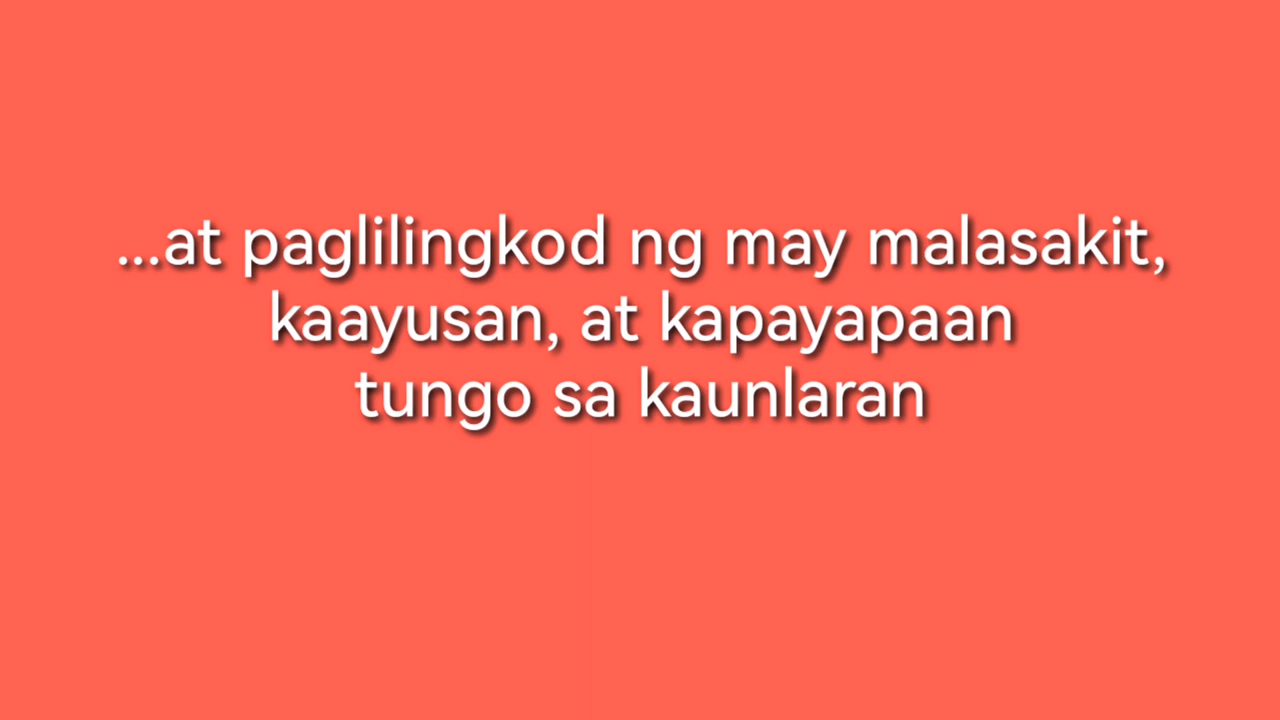 ...at paglilingkod ng may malasakit,
kaayusan, at kapayapaan
tungo sa kaunlaran